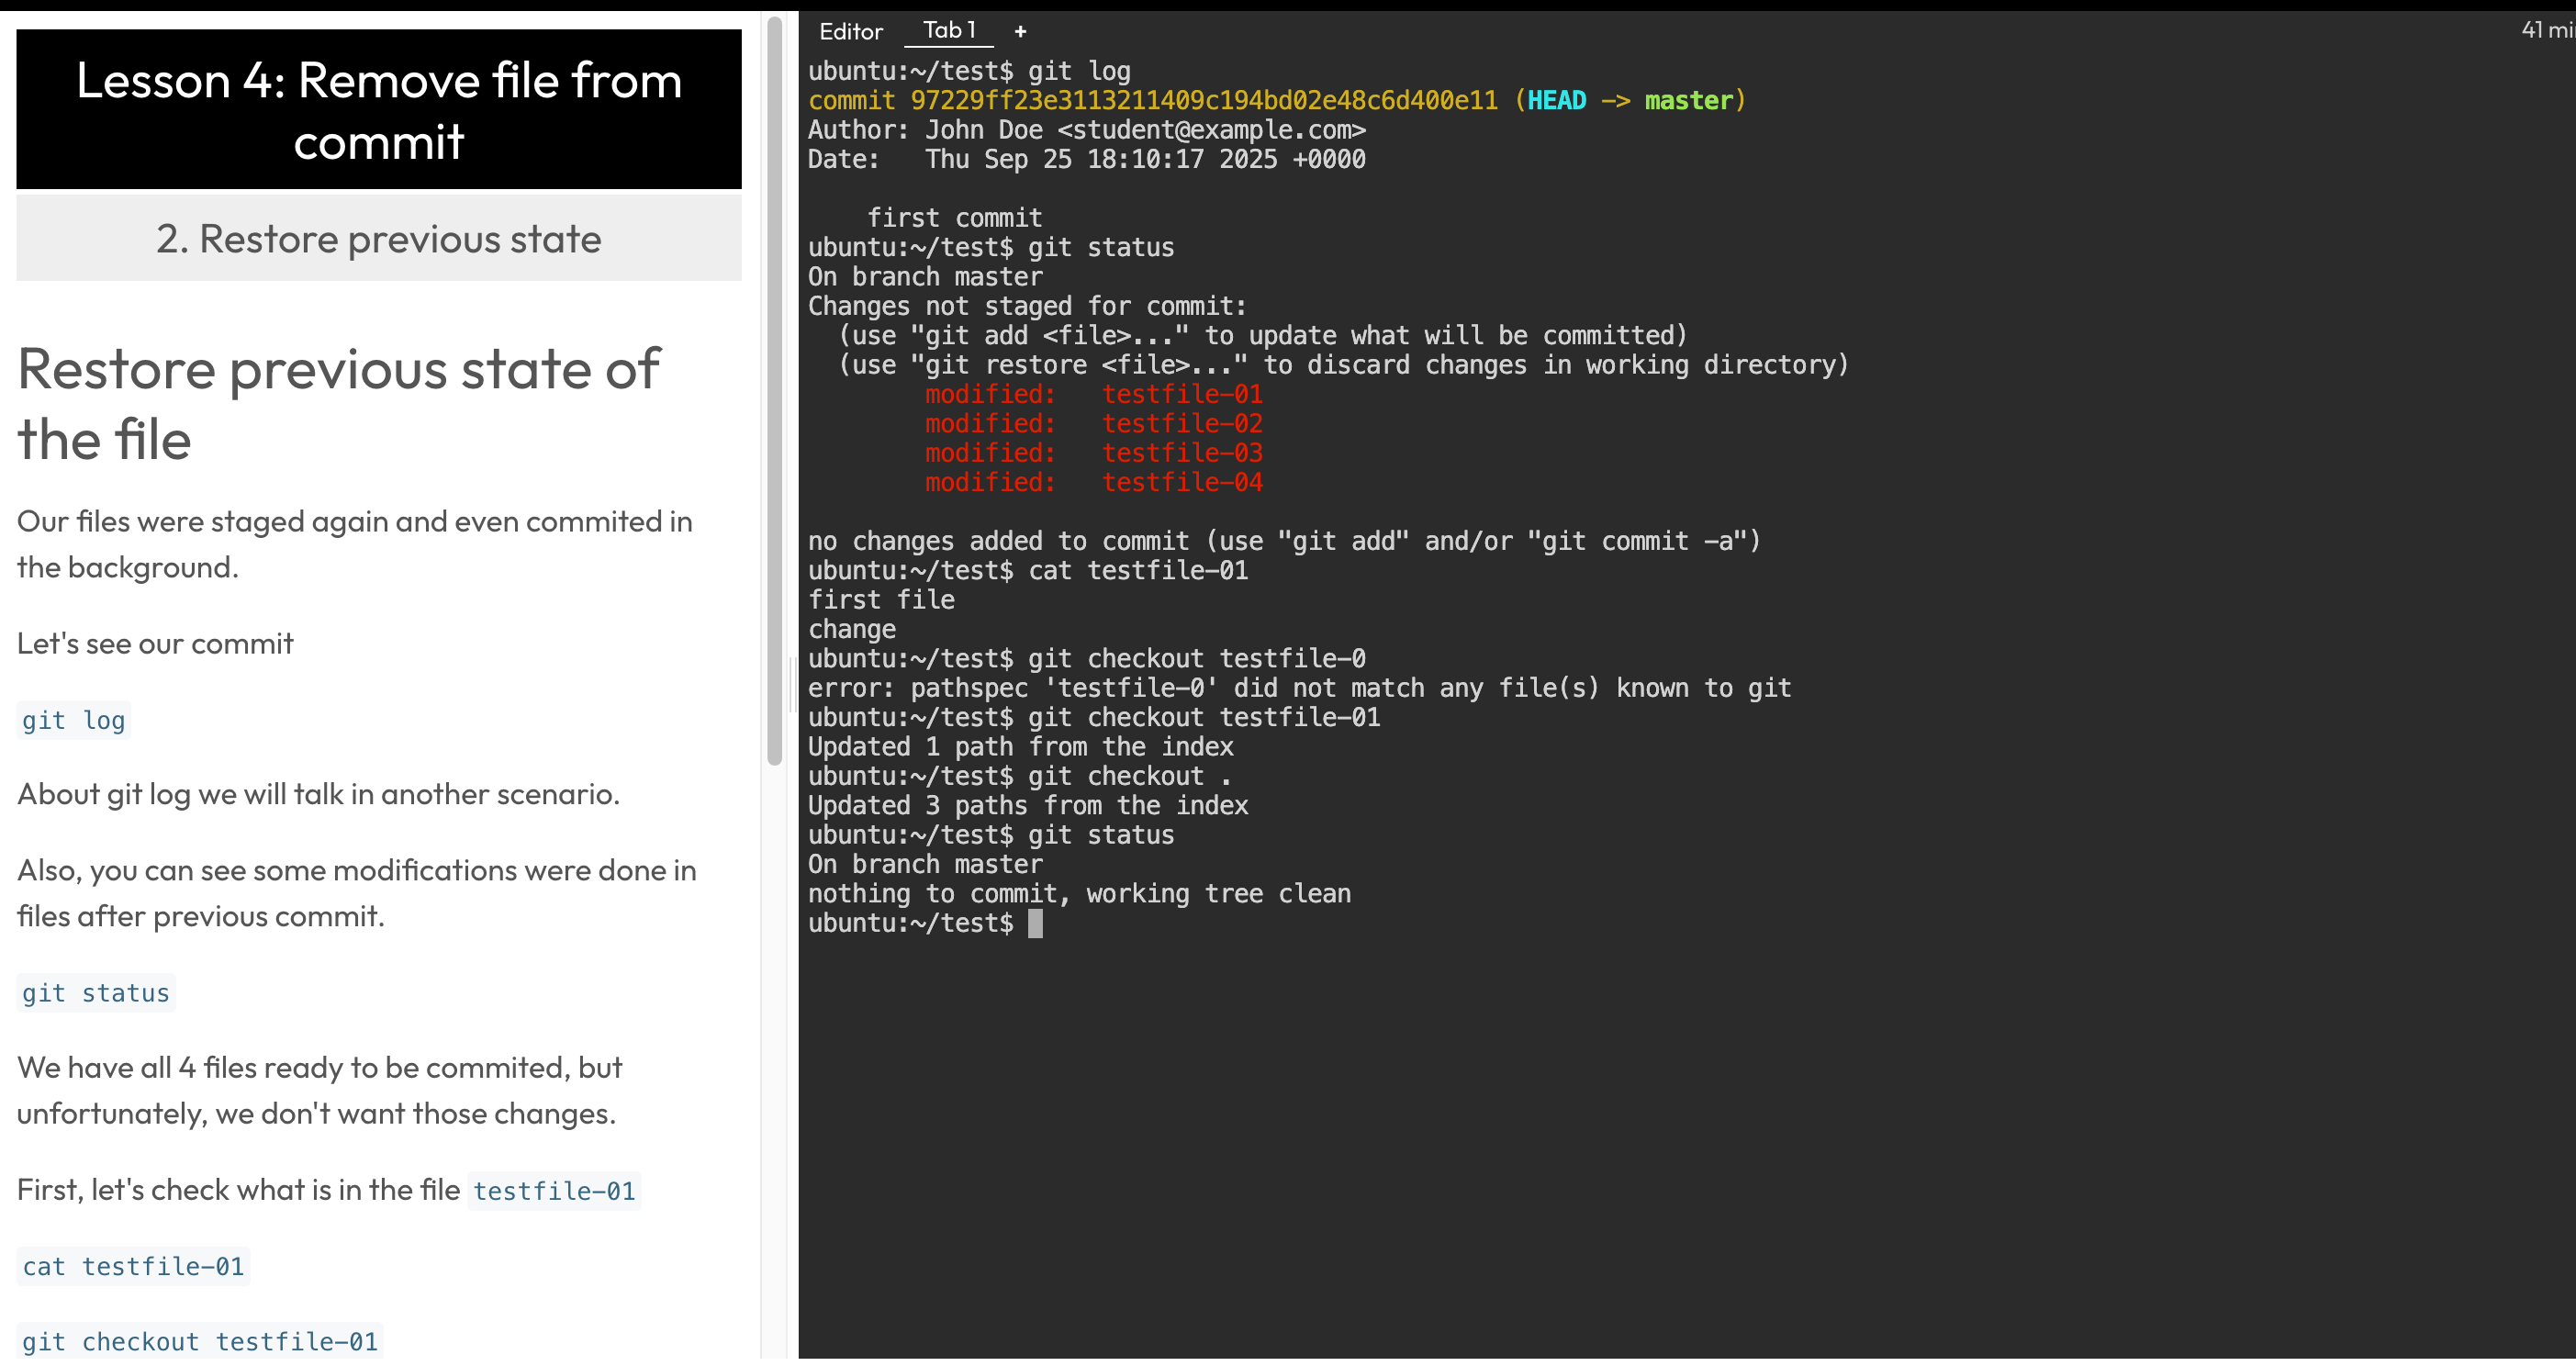 Lesson 4: Remove file from
commit
2. Restore previous state
Restore previous state of
the file
Our files were staged again and even commited in
the background.
Let's see our commit
git log
About git log we will talk in another scenario.
Also, you can see some modifications were done in
files after previous commit.
git status
We have all 4 files ready to be commited, but
unfortunately, we don't want those changes.
First, let's check what is in the file testfile-01
cat testfile-01
git checkout testfile-01
Editor Tab 1 +
41 mi
ubuntu:~/test$ git log
commit 97229ff23e3113211409c194bd02e48c6d400e11 (HEAD -> master)
Author: John Doe <student@example.com>
Date:   Thu Sep 25 18:10:17 2025 +0000
    first commit
ubuntu:~/test$ git status
On branch master
Changes not staged for commit:
  (use "git add <file>..." to update what will be committed)
  (use "git restore <file>..." to discard changes in working directory)
        modified:   testfile-01
        modified:   testfile-02
        modified:   testfile-03
        modified:   testfile-04
no changes added to commit (use "git add" and/or "git commit -a")
ubuntu:~/test$ cat testfile-01
first file
change
ubuntu:~/test$ git checkout testfile-0
error: pathspec 'testfile-0' did not match any file(s) known to git
ubuntu:~/test$ git checkout testfile-01
Updated 1 path from the index
ubuntu:~/test$ git checkout .
Updated 3 paths from the index
ubuntu:~/test$ git status
On branch master
nothing to commit, working tree clean
ubuntu:~/test$